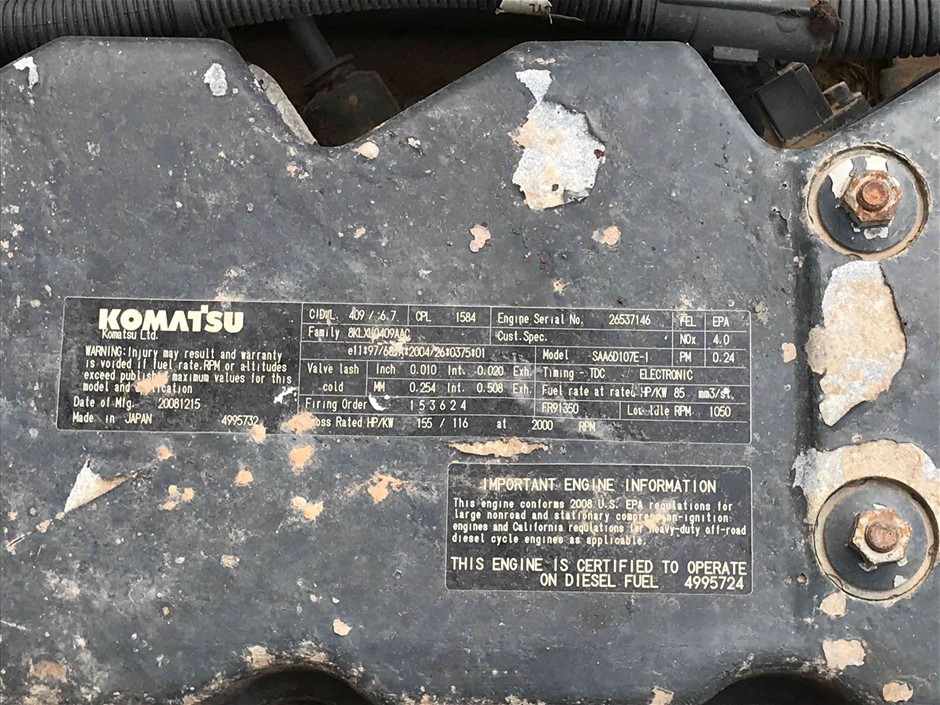 KOMATSU
Komatsu Ltd.
WARNING: Injury may result and warranty
is voided if fuel rate, RPM or altitudes
exceed maximum values for this
model and
Date of Mfg. 20081215
Made in JAPAN 4995732
CID/L. 409 / 6.7 CPL 1584 Engine Serial No. 26537146 FEL EPA
Family 8KLXL0409AAC Cust.Spec. NOx 4.0
Model SAA6D107E-1 PM 0.24
Valve lash Inch 0.010 Int. 0.020 Exh. Timing - TDC ELECTRONIC
cold MM 0.254 Int. 0.508 Exh. Fuel rate at rated HP/KW 85 mm3/st.
Firing Order 153624 FR91350 Low Idle RPM 1050
Gross Rated HP/KW 155 / 116 at 2000 RPM
IMPORTANT ENGINE INFORMATION
This engine conforms 2008 U.S. EPA regulations for
large nonroad and stationary compression-ignition
engines and California regulations for heavy-duty off-road
diesel cycle engines as applicable.
THIS ENGINE IS CERTIFIED TO OPERATE
ON DIESEL FUEL 4995724